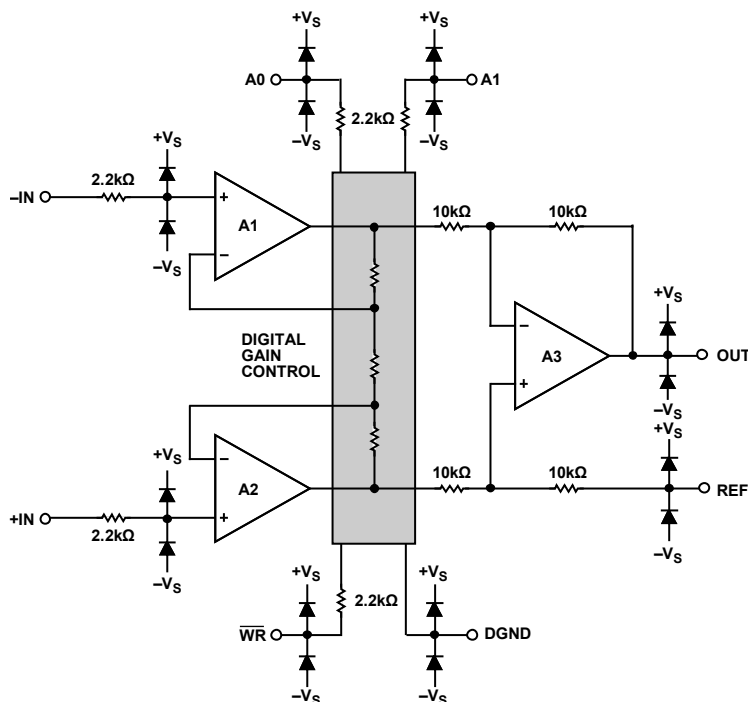 +VS +VS
A0 A1
2.2kΩ
–VS –VS
+VS
2.2kΩ
–IN
+
A1
–
–VS
10kΩ 10kΩ
+VS
–
A3
+
OUT
–VS
DIGITAL
GAIN
CONTROL
+VS
–
A2
+
+IN
2.2kΩ
–VS
10kΩ 10kΩ
+VS
REF
–VS
+VS +VS
2.2kΩ
WR DGND
–VS –VS